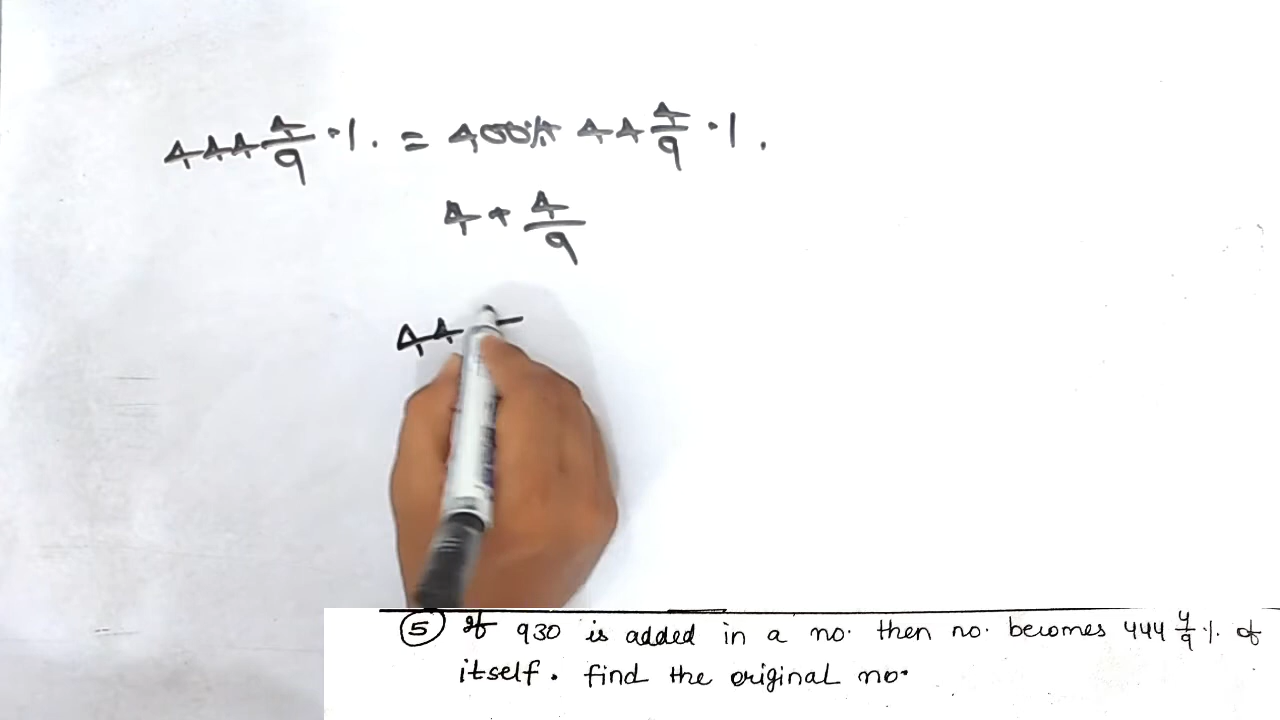 444 4/9 % = 400% + 44 4/9 %
4 + 4/9
44
5 If 930 is added in a no. then no. becomes 444 4/9 % of
itself. find the original no.